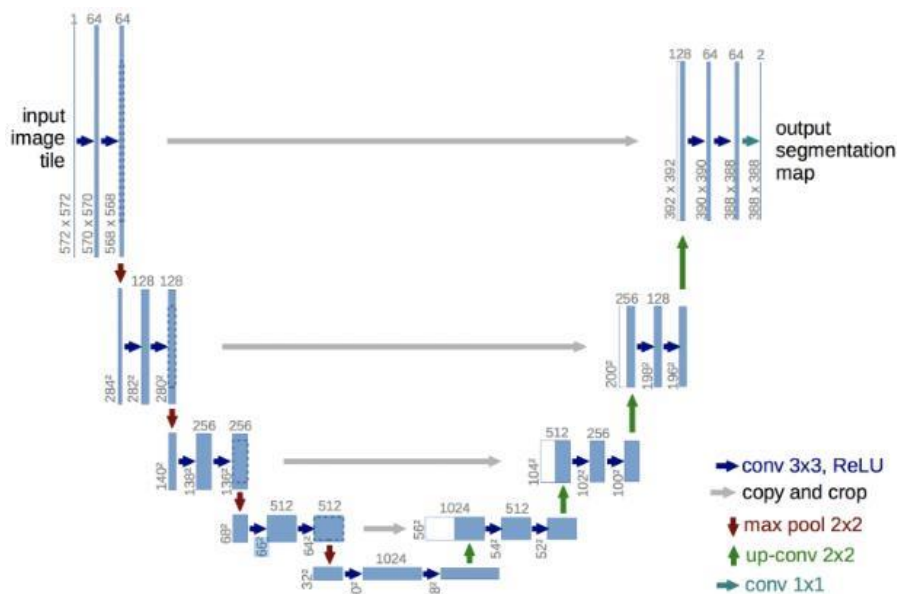 1 64 64
128 64 64 2
input
image
tile
output
segmentation
map
572 x 572
570 x 570
568 x 568
392 x 392
390 x 390
388 x 388
388 x 388
128 128
256 128
284²
282²
280²
200²
198²
196²
256 256
512 256
140²
138²
136²
104²
102²
100²
512 512
1024 512
68²
66²
64²
56²
54²
52²
1024
32²
0²
8²
conv 3x3, ReLU
copy and crop
max pool 2x2
up-conv 2x2
conv 1x1